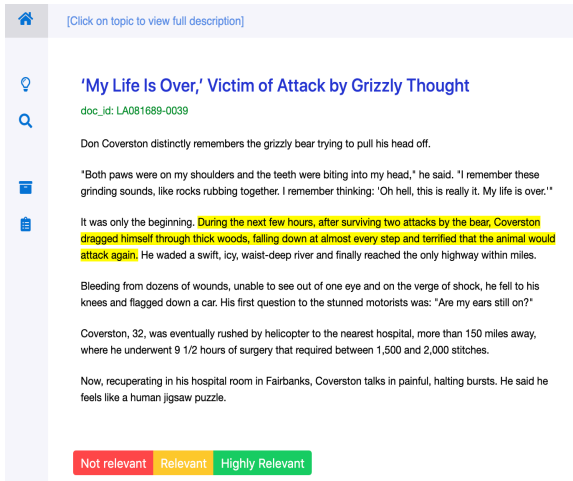 [Click on topic to view full description]
‘My Life Is Over,’ Victim of Attack by Grizzly Thought
doc_id: LA081689-0039
Don Coverston distinctly remembers the grizzly bear trying to pull his head off.
"Both paws were on my shoulders and the teeth were biting into my head," he said. "I remember these
grinding sounds, like rocks rubbing together. I remember thinking: 'Oh hell, this is really it. My life is over.'"
It was only the beginning. During the next few hours, after surviving two attacks by the bear, Coverston
dragged himself through thick woods, falling down at almost every step and terrified that the animal would
attack again. He waded a swift, icy, waist-deep river and finally reached the only highway within miles.
Bleeding from dozens of wounds, unable to see out of one eye and on the verge of shock, he fell to his
knees and flagged down a car. His first question to the stunned motorists was: "Are my ears still on?"
Coverston, 32, was eventually rushed by helicopter to the nearest hospital, more than 150 miles away,
where he underwent 9 1/2 hours of surgery that required between 1,500 and 2,000 stitches.
Now, recuperating in his hospital room in Fairbanks, Coverston talks in painful, halting bursts. He said he
feels like a human jigsaw puzzle.
Not relevant Relevant Highly Relevant